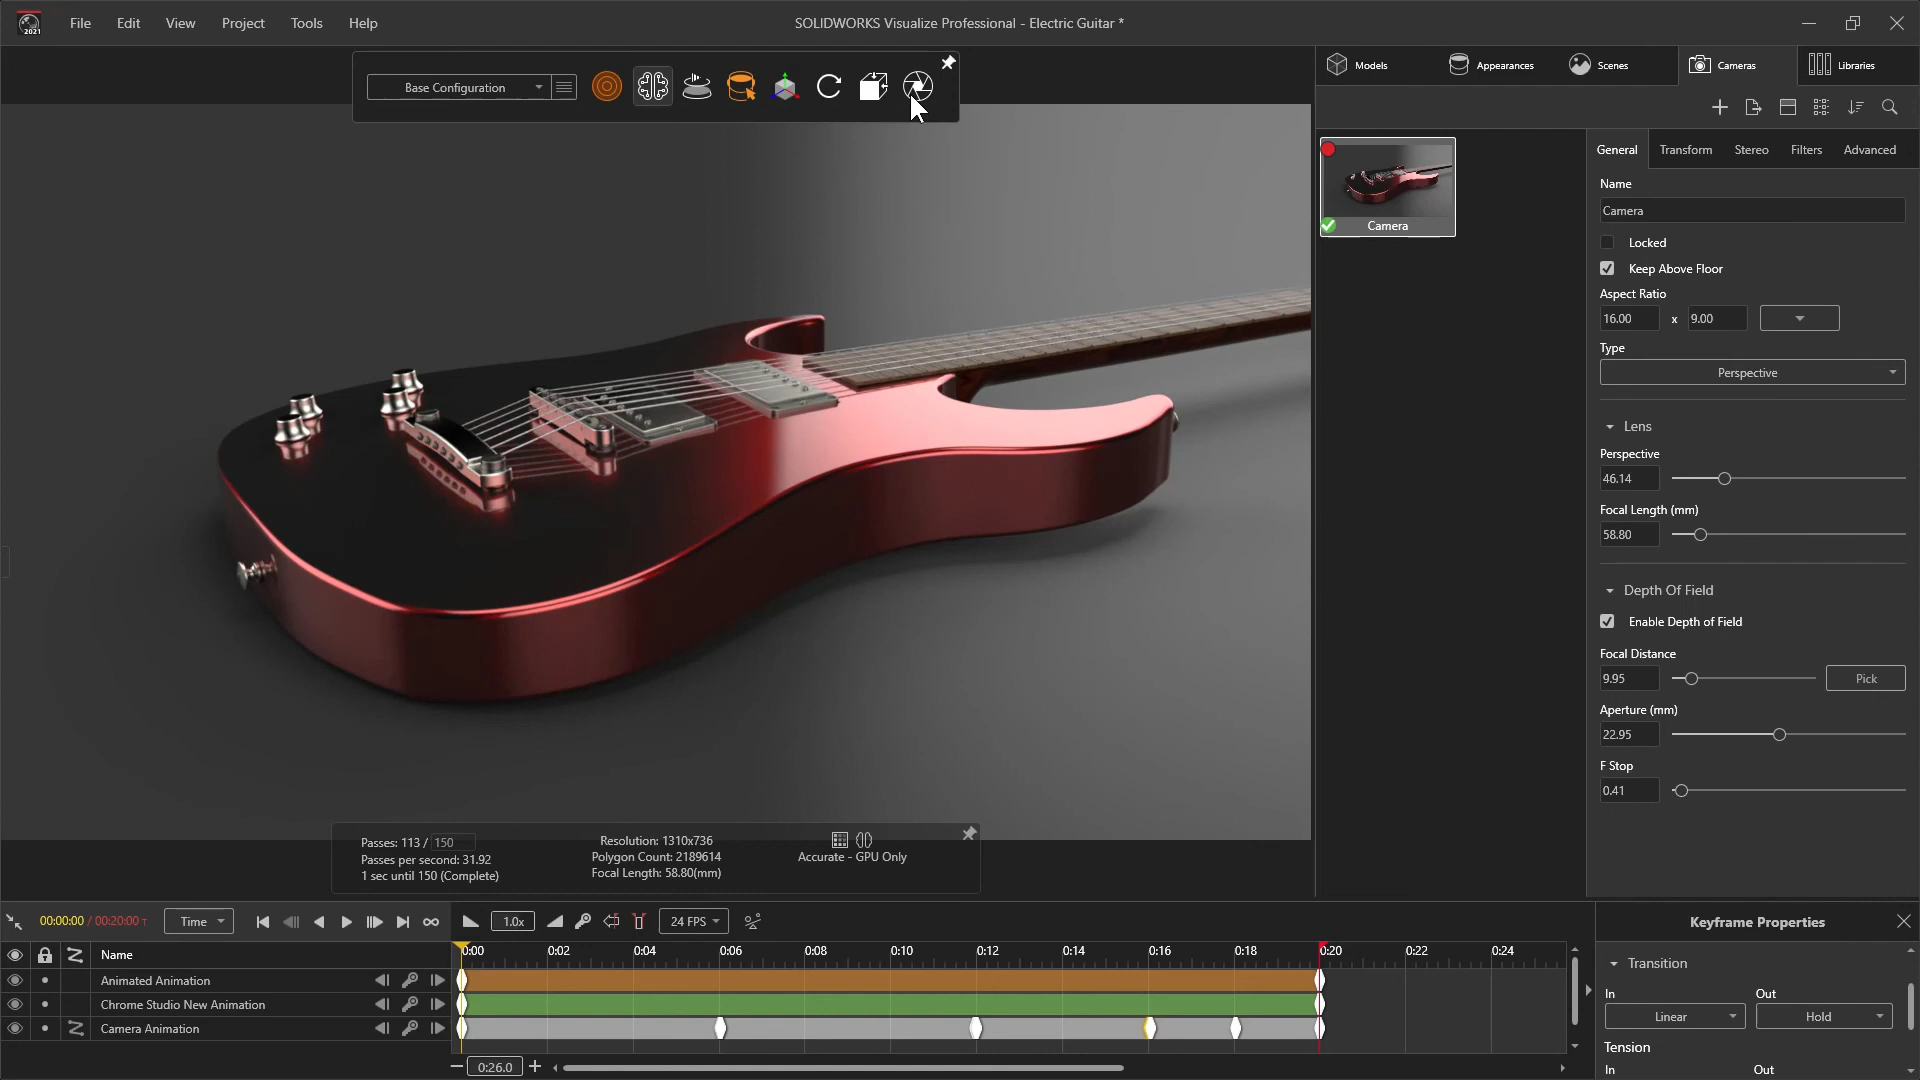 2021
File Edit View Project Tools Help
SOLIDWORKS Visualize Professional - Electric Guitar *
Base Configuration
Models Appearances Scenes Cameras Libraries
Camera
General Transform Stereo Filters Advanced
Name
Camera
Locked
Keep Above Floor
Aspect Ratio
16.00 x 9.00
Type
Perspective
Lens
Perspective
46.14
Focal Length (mm)
58.80
Depth Of Field
Enable Depth of Field
Focal Distance
9.95 Pick
Aperture (mm)
22.95
F Stop
0.41
Passes: 113 / 150
Passes per second: 31.92
1 sec until 150 (Complete)
Resolution: 1310x736
Polygon Count: 2189614
Focal Length: 58.80(mm)
Accurate - GPU Only
00:00:00 / 00:20:00 T Time 1.0x 24 FPS
Name
0:00 0:02 0:04 0:06 0:08 0:10 0:12 0:14 0:16 0:18 0:20 0:22 0:24
Animated Animation
Chrome Studio New Animation
Camera Animation
0:26.0
Keyframe Properties
Transition
In Out
Linear Hold
Tension
In Out